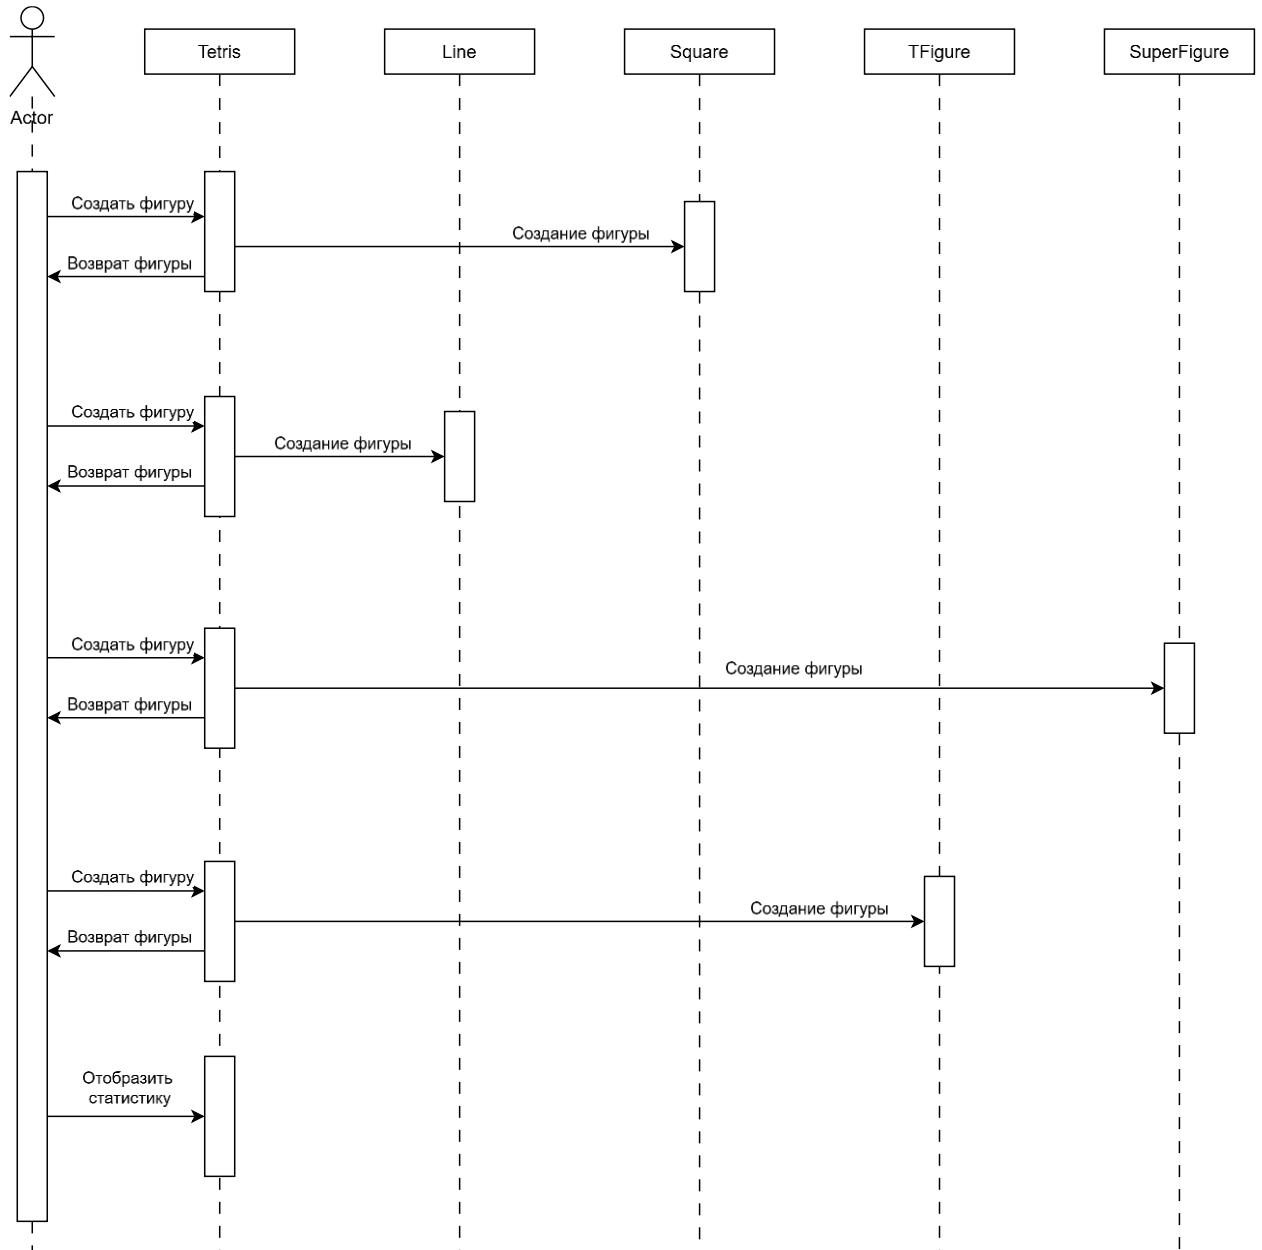 Actor
Tetris
Line
Square
TFigure
SuperFigure
Создать фигуру
Создание фигуры
Возврат фигуры
Создать фигуру
Создание фигуры
Возврат фигуры
Создать фигуру
Создание фигуры
Возврат фигуры
Создать фигуру
Создание фигуры
Возврат фигуры
Отобразить
статистику